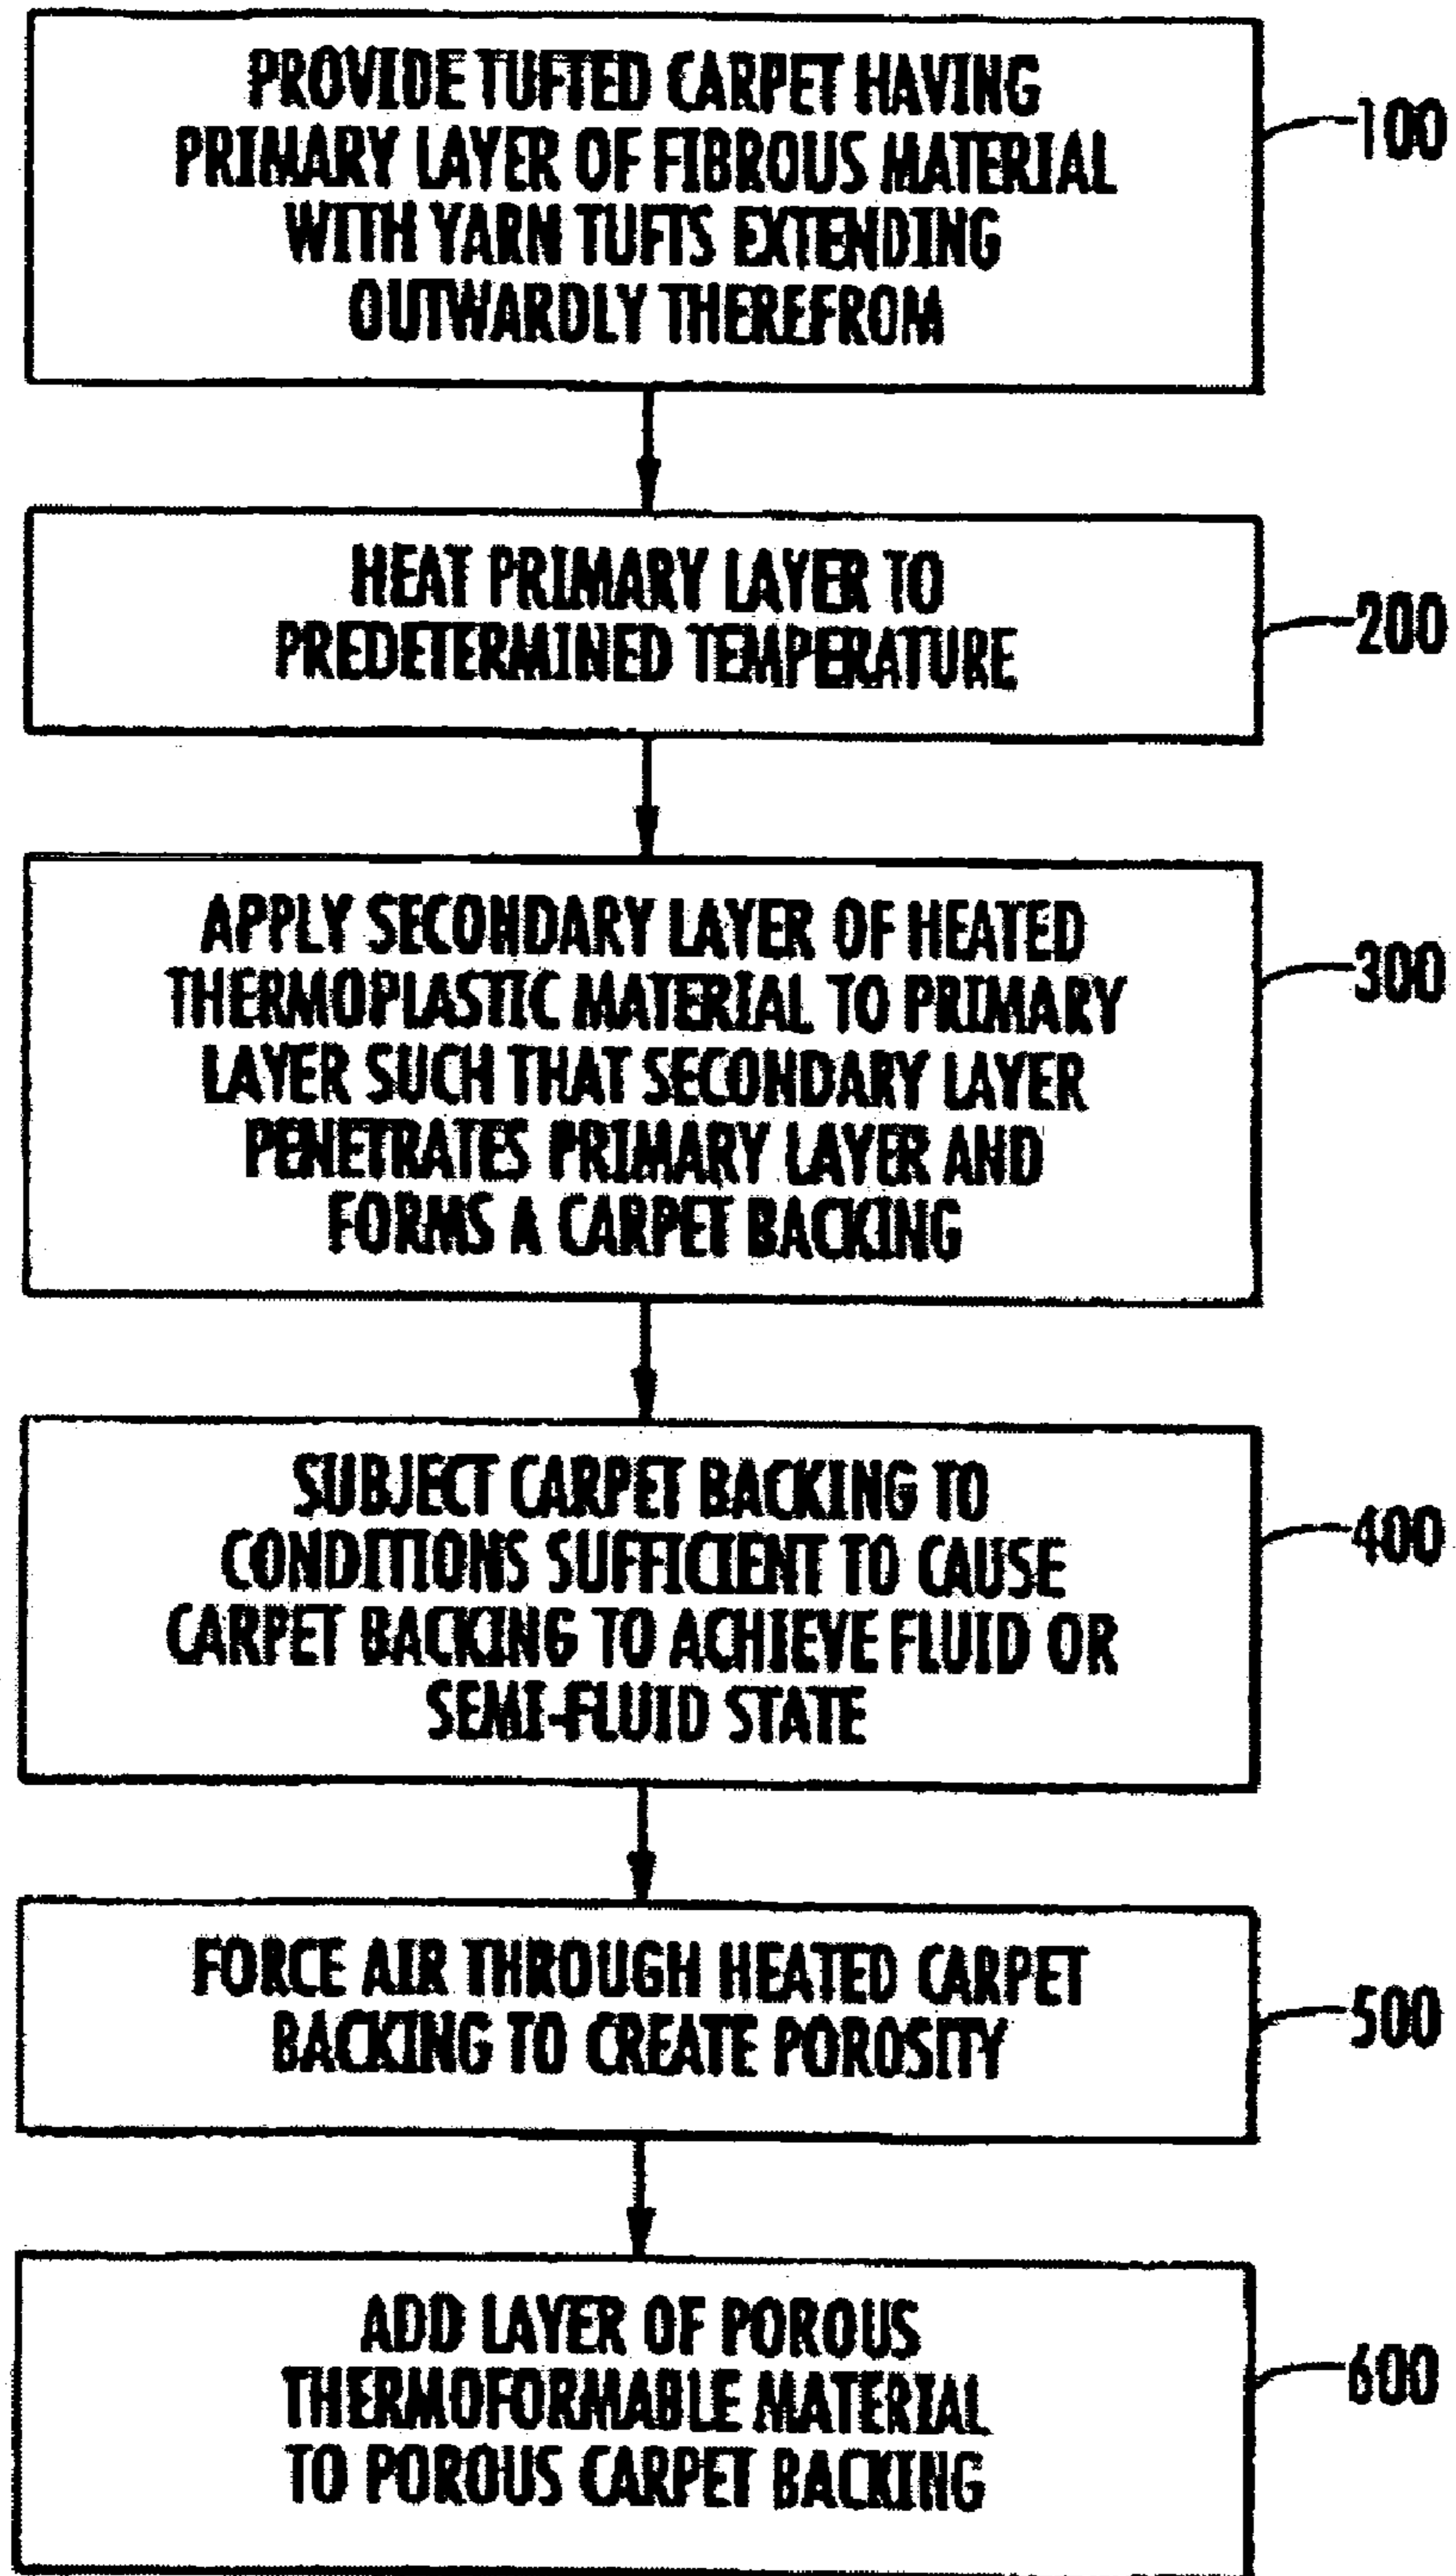 PROVIDE TUFTED CARPET HAVING
PRIMARY LAYER OF FIBROUS MATERIAL
WITH YARN TUFTS EXTENDING
OUTWARDLY THEREFROM
100
HEAT PRIMARY LAYER TO
PREDETERMINED TEMPERATURE
200
APPLY SECONDARY LAYER OF HEATED
THERMOPLASTIC MATERIAL TO PRIMARY
LAYER SUCH THAT SECONDARY LAYER
PENETRATES PRIMARY LAYER AND
FORMS A CARPET BACKING
300
SUBJECT CARPET BACKING TO
CONDITIONS SUFFICIENT TO CAUSE
CARPET BACKING TO ACHIEVE FLUID OR
SEMI-FLUID STATE
400
FORCE AIR THROUGH HEATED CARPET
BACKING TO CREATE POROSITY
500
ADD LAYER OF POROUS
THERMOFORMABLE MATERIAL
TO POROUS CARPET BACKING
600